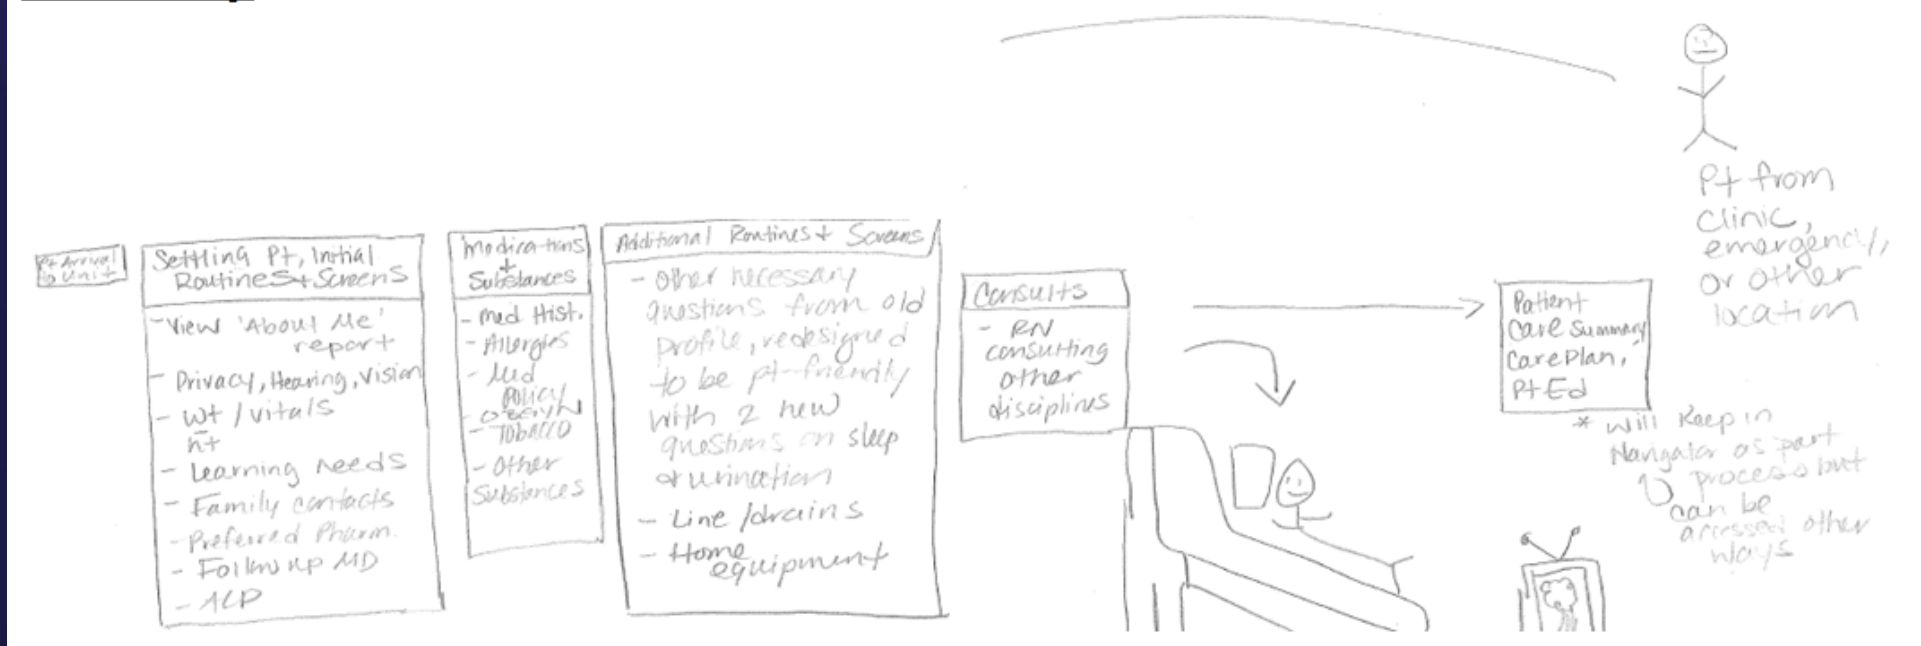 Pt Arrival
to Unit
Settling Pt, Initial
Routines + Screens
- View 'About Me'
report
- Privacy, Hearing, Vision
- Wt / vitals
ht
- Learning needs
- Family contacts
- Preferred Pharm.
- Follow up MD
- ACP
Medications
+
Substances
- Med Hist.
- Allergies
- Med
Policy
- Tobacco
- Other
Substances
Additional Routines + Screens
- Other necessary
questions from old
profile, redesigned
to be pt-friendly
with 2 new
questions on sleep
or urination
- Line / drains
- Home
equipment
Consults
- RN
consulting
other
disciplines
Patient
Care Summary,
Care Plan,
Pt Ed
* Will Keep in
Navigator as part
process but
can be
accessed other
ways
Pt from
clinic,
emergency,
or other
location